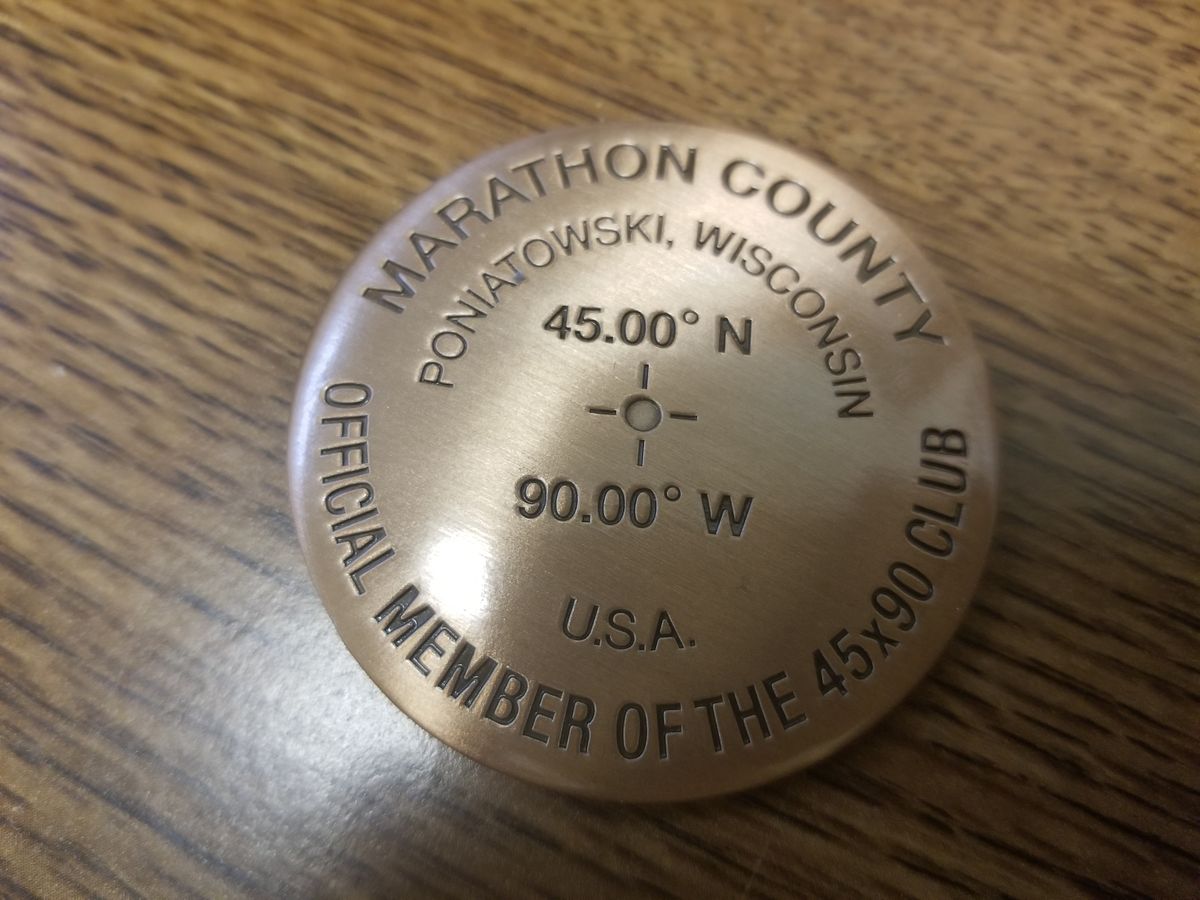 MARATHON COUNTY
PONIATOWSKI, WISCONSIN
45.00° N
90.00° W
U.S.A.
OFFICIAL MEMBER OF THE 45x90 CLUB